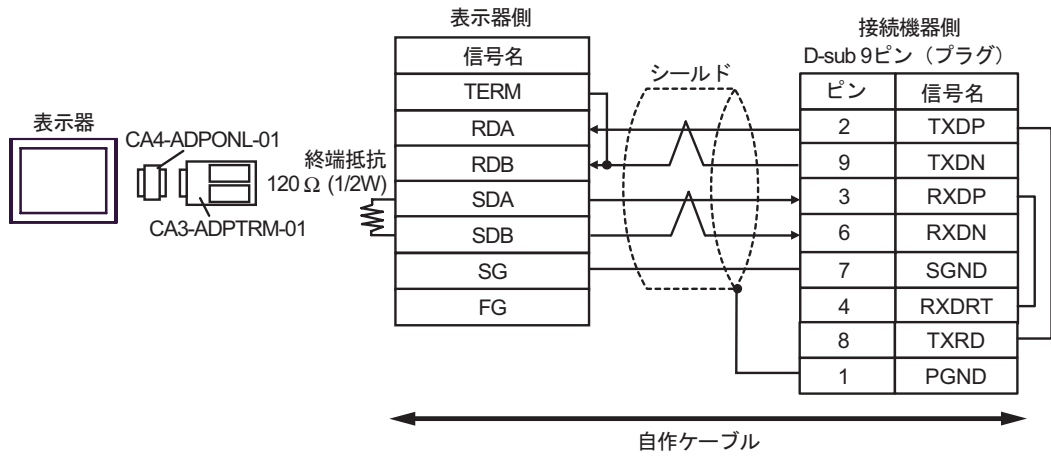 表示器
CA4-ADPONL-01
CA3-ADPTRM-01
終端抵抗
120 Ω (1/2W)
表示器側
信号名
TERM
RDA
RDB
SDA
SDB
SG
FG
シールド
接続機器側
D-sub 9ピン（プラグ）
ピン 信号名
2 TXDP
9 TXDN
3 RXDP
6 RXDN
7 SGND
4 RXDRT
8 TXRD
1 PGND
自作ケーブル